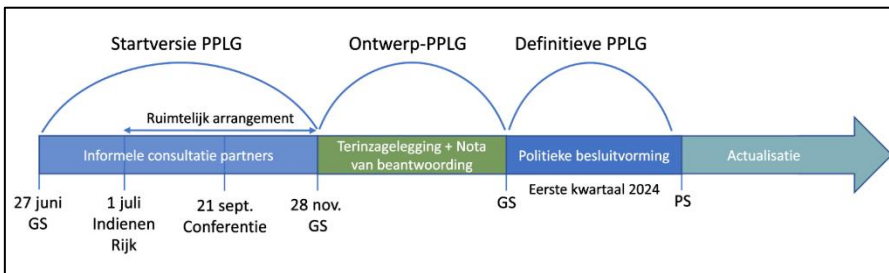 Startversie PPLG
Ontwerp-PPLG
Definitieve PPLG
Ruimtelijk arrangement
Informele consultatie partners
Terinzagelegging + Nota
van beantwoording
Politieke besluitvorming
Actualisatie
27 juni
GS
1 juli
Indienen
Rijk
21 sept.
Conferentie
28 nov.
GS
GS
Eerste kwartaal 2024
PS